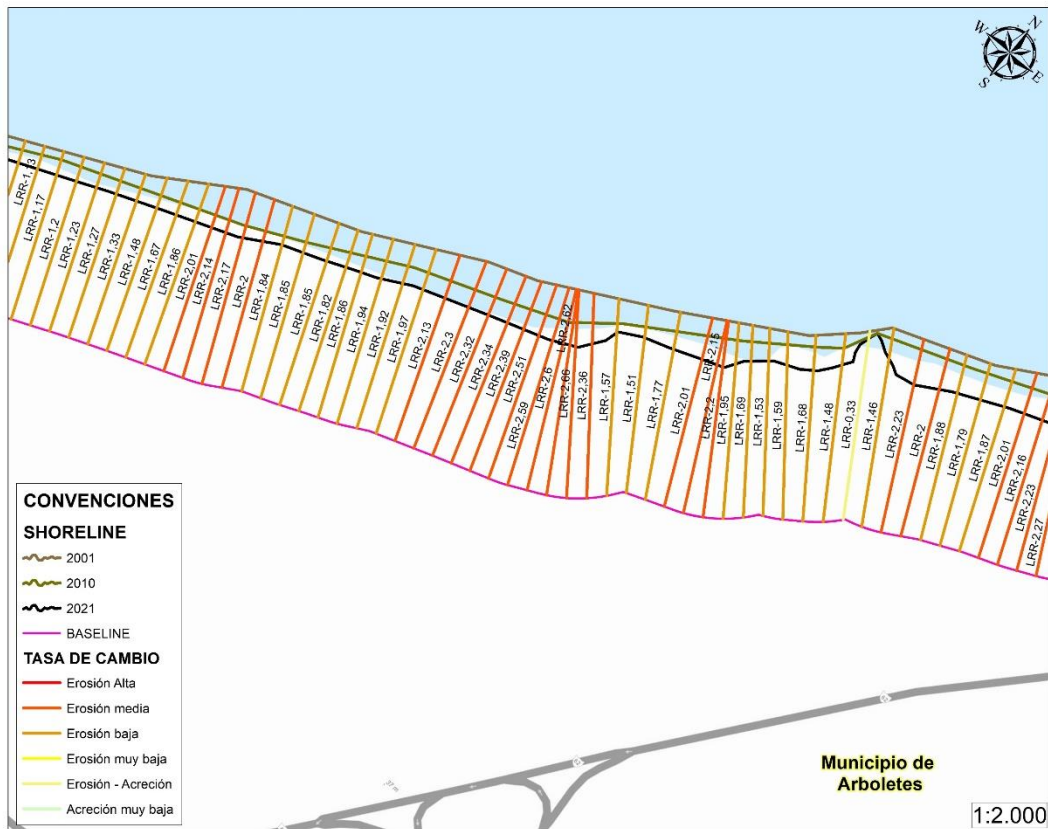 N
W
E
S
LRR-1,17
LRR-1,2
LRR-1,23
LRR-1,27
LRR-1,33
LRR-1,48
LRR-1,67
LRR-1,86
LRR-2,01
LRR-2,14
LRR-2,17
LRR-2
LRR-1,84
LRR-1,85
LRR-1,85
LRR-1,82
LRR-1,86
LRR-1,94
LRR-1,92
LRR-1,97
LRR-2,13
LRR-2,3
LRR-2,32
LRR-2,34
LRR-2,39
LRR-2,51
LRR-2,59
LRR-2,6
LRR-2,62
LRR-2,66
LRR-2,36
LRR-1,57
LRR-1,51
LRR-1,77
LRR-2,01
LRR-2,15
LRR-2,2
LRR-1,95
LRR-1,69
LRR-1,53
LRR-1,59
LRR-1,68
LRR-1,48
LRR-0,33
LRR-1,46
LRR-2,23
LRR-2
LRR-1,88
LRR-1,79
LRR-1,87
LRR-2,01
LRR-2,16
LRR-2,23
LRR-2,27
CONVENCIONES
SHORELINE
2001
2010
2021
BASELINE
TASA DE CAMBIO
Erosión Alta
Erosión media
Erosión baja
Erosión muy baja
Erosión - Acreción
Acreción muy baja
37 m
Municipio de
Arboletes
1:2.000